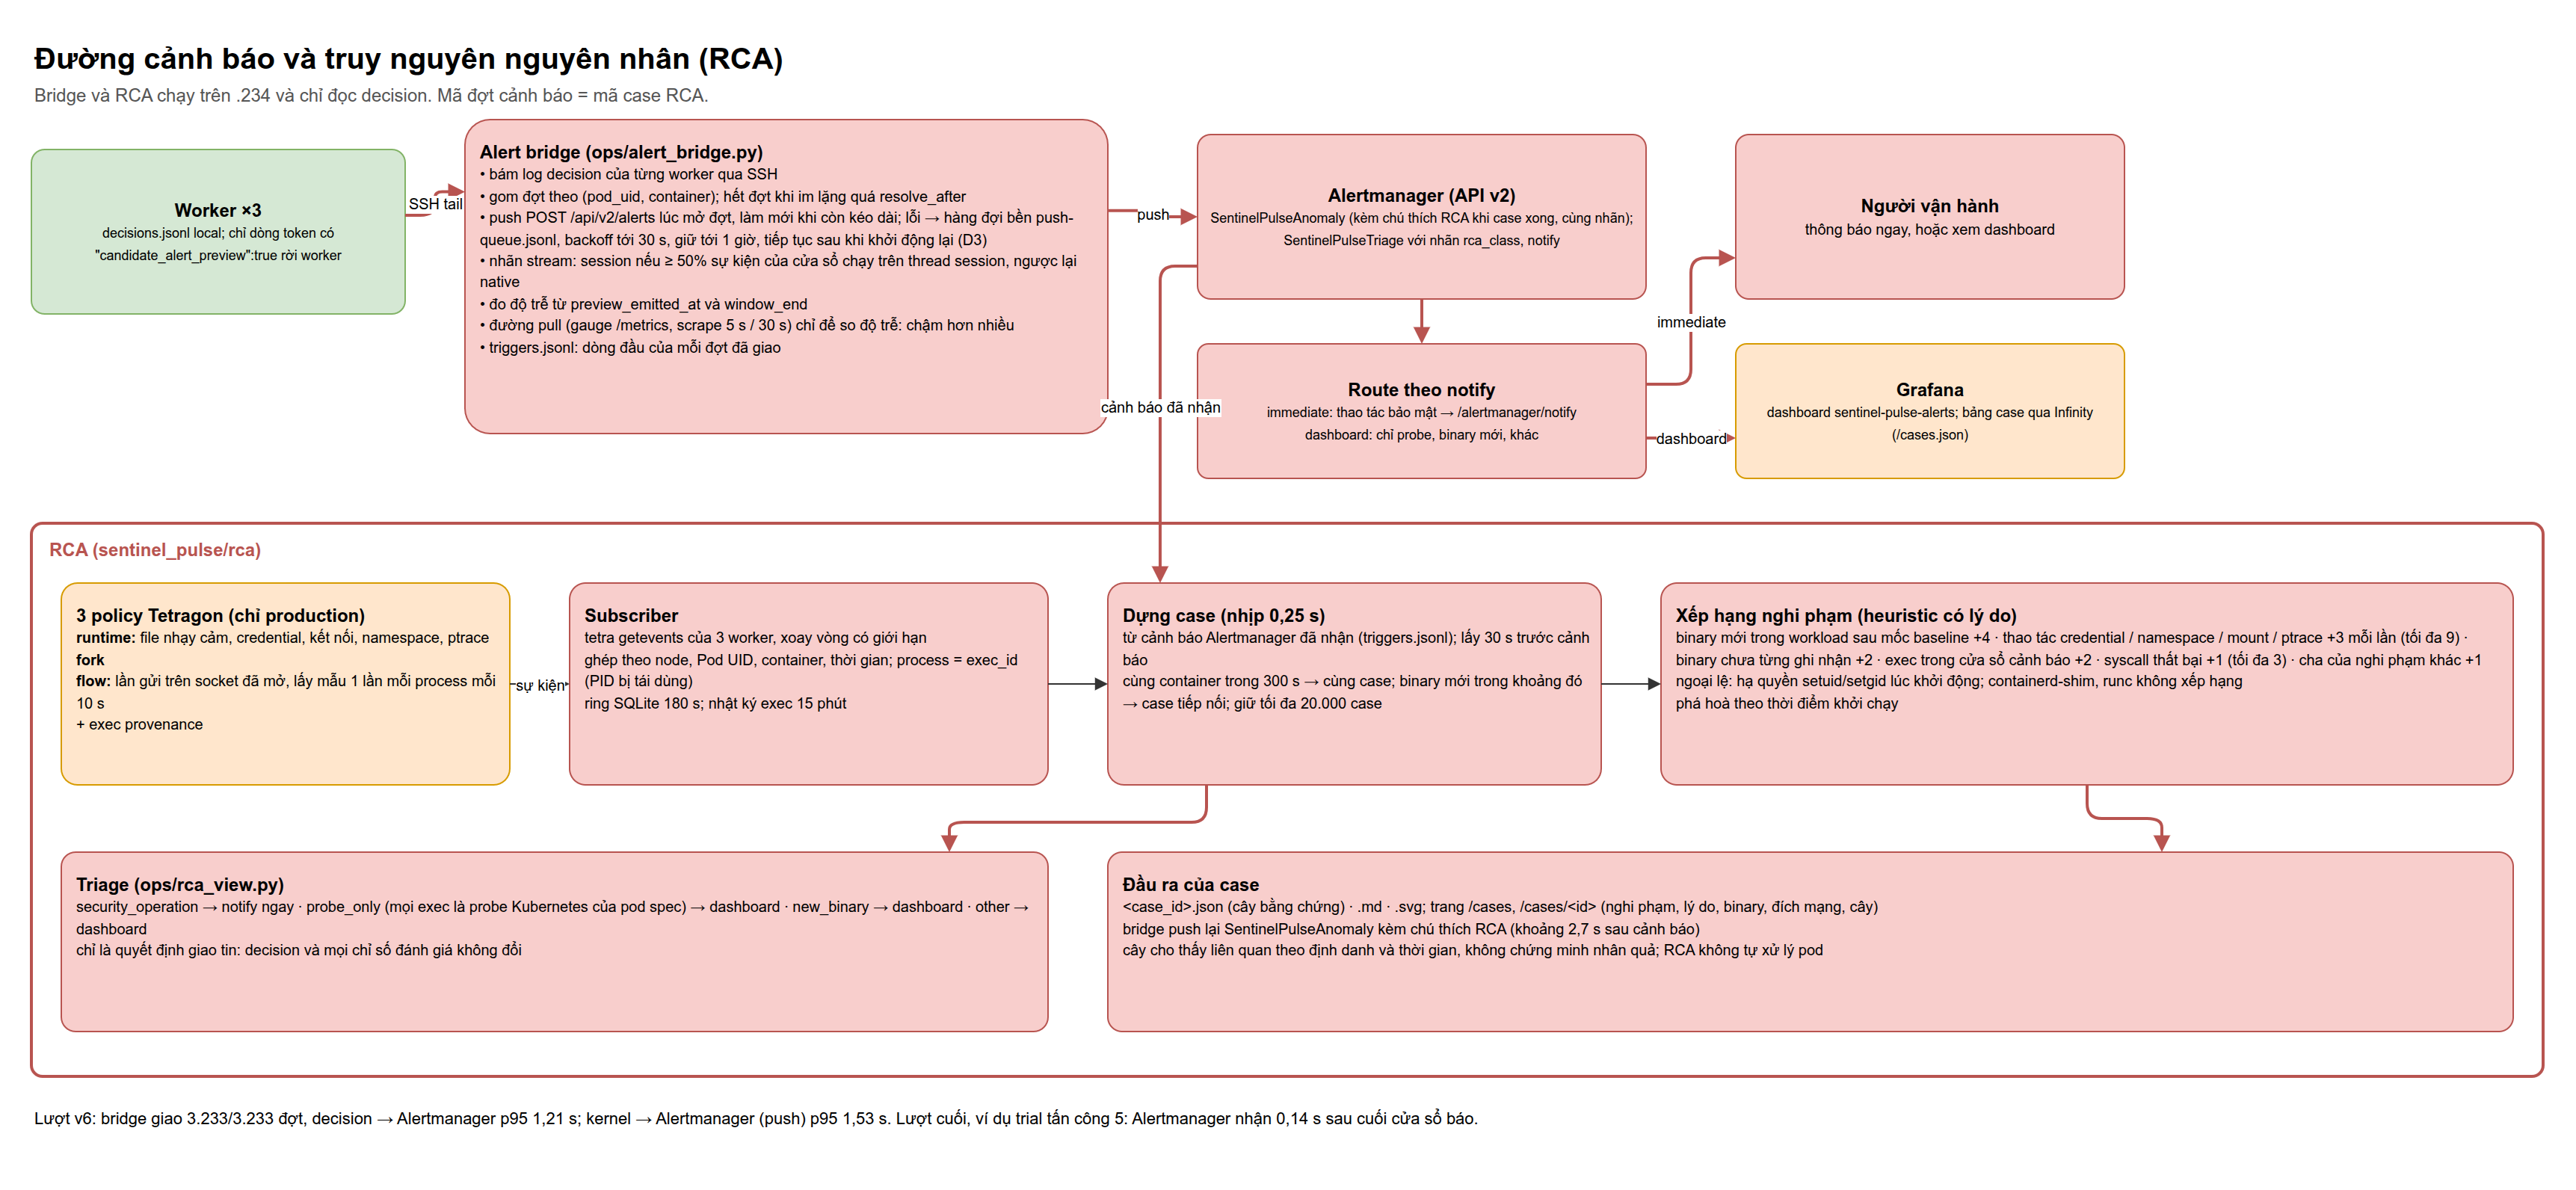 Đường cảnh báo và truy nguyên nguyên nhân (RCA)
Bridge và RCA chạy trên .234 và chỉ đọc decision. Mã đợt cảnh báo = mã case RCA.
Worker ×3
decisions.jsonl local; chỉ dòng token có
"candidate_alert_preview":true rời worker
SSH tail
Alert bridge (ops/alert_bridge.py)
• bám log decision của từng worker qua SSH
• gom đợt theo (pod_uid, container); hết đợt khi im lặng quá resolve_after
• push POST /api/v2/alerts lúc mở đợt, làm mới khi còn kéo dài; lỗi → hàng đợi bền push-
queue.jsonl, backoff tới 30 s, giữ tới 1 giờ, tiếp tục sau khi khởi động lại (D3)
• nhãn stream: session nếu ≥ 50% sự kiện của cửa sổ chạy trên thread session, ngược lại
native
• đo độ trễ từ preview_emitted_at và window_end
• đường pull (gauge /metrics, scrape 5 s / 30 s) chỉ để so độ trễ: chậm hơn nhiều
• triggers.jsonl: dòng đầu của mỗi đợt đã giao
push
Alertmanager (API v2)
SentinelPulseAnomaly (kèm chú thích RCA khi case xong, cùng nhãn);
SentinelPulseTriage với nhãn rca_class, notify
Người vận hành
thông báo ngay, hoặc xem dashboard
immediate
cảnh báo đã nhận
Route theo notify
immediate: thao tác bảo mật → /alertmanager/notify
dashboard: chỉ probe, binary mới, khác
dashboard
Grafana
dashboard sentinel-pulse-alerts; bảng case qua Infinity
(/cases.json)
RCA (sentinel_pulse/rca)
3 policy Tetragon (chỉ production)
runtime: file nhạy cảm, credential, kết nối, namespace, ptrace
fork
flow: lần gửi trên socket đã mở, lấy mẫu 1 lần mỗi process mỗi
10 s
+ exec provenance
sự kiện
Subscriber
tetra getevents của 3 worker, xoay vòng có giới hạn
ghép theo node, Pod UID, container, thời gian; process = exec_id
(PID bị tái dùng)
ring SQLite 180 s; nhật ký exec 15 phút
Dựng case (nhịp 0,25 s)
từ cảnh báo Alertmanager đã nhận (triggers.jsonl); lấy 30 s trước cảnh
báo
cùng container trong 300 s → cùng case; binary mới trong khoảng đó
→ case tiếp nối; giữ tối đa 20.000 case
Xếp hạng nghi phạm (heuristic có lý do)
binary mới trong workload sau mốc baseline +4 · thao tác credential / namespace / mount / ptrace +3 mỗi lần (tối đa 9) ·
binary chưa từng ghi nhận +2 · exec trong cửa sổ cảnh báo +2 · syscall thất bại +1 (tối đa 3) · cha của nghi phạm khác +1
ngoại lệ: hạ quyền setuid/setgid lúc khởi động; containerd-shim, runc không xếp hạng
phá hoà theo thời điểm khởi chạy
Triage (ops/rca_view.py)
security_operation → notify ngay · probe_only (mọi exec là probe Kubernetes của pod spec) → dashboard · new_binary → dashboard · other →
dashboard
chỉ là quyết định giao tin: decision và mọi chỉ số đánh giá không đổi
Đầu ra của case
<case_id>.json (cây bằng chứng) · .md · .svg; trang /cases, /cases/<id> (nghi phạm, lý do, binary, đích mạng, cây)
bridge push lại SentinelPulseAnomaly kèm chú thích RCA (khoảng 2,7 s sau cảnh báo)
cây cho thấy liên quan theo định danh và thời gian, không chứng minh nhân quả; RCA không tự xử lý pod
Lượt v6: bridge giao 3.233/3.233 đợt, decision → Alertmanager p95 1,21 s; kernel → Alertmanager (push) p95 1,53 s. Lượt cuối, ví dụ trial tấn công 5: Alertmanager nhận 0,14 s sau cuối cửa sổ báo.